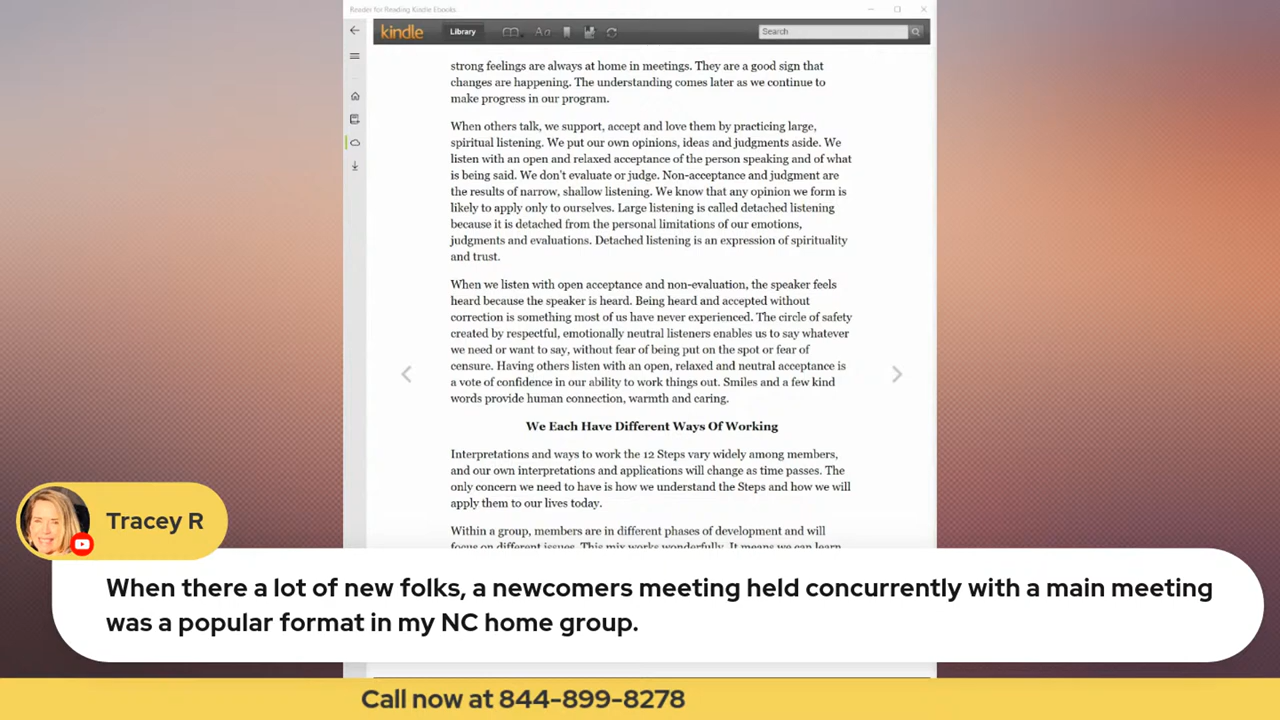 Reader for Reading Kindle Ebooks
kindle
Library
Aa
Search
strong feelings are always at home in meetings. They are a good sign that
changes are happening. The understanding comes later as we continue to
make progress in our program.
When others talk, we support, accept and love them by practicing large,
spiritual listening. We put our own opinions, ideas and judgments aside. We
listen with an open and relaxed acceptance of the person speaking and of what
is being said. We don't evaluate or judge. Non-acceptance and judgment are
the results of narrow, shallow listening. We know that any opinion we form is
likely to apply only to ourselves. Large listening is called detached listening
because it is detached from the personal limitations of our emotions,
judgments and evaluations. Detached listening is an expression of spirituality
and trust.
When we listen with open acceptance and non-evaluation, the speaker feels
heard because the speaker is heard. Being heard and accepted without
correction is something most of us have never experienced. The circle of safety
created by respectful, emotionally neutral listeners enables us to say whatever
we need or want to say, without fear of being put on the spot or fear of
censure. Having others listen with an open, relaxed and neutral acceptance is
a vote of confidence in our ability to work things out. Smiles and a few kind
words provide human connection, warmth and caring.
We Each Have Different Ways Of Working
Interpretations and ways to work the 12 Steps vary widely among members,
and our own interpretations and applications will change as time passes. The
only concern we need to have is how we understand the Steps and how we will
apply them to our lives today.
Within a group, members are in different phases of development and will
focus on different issues. This mix works wonderfully. It means we can learn
Tracey R
When there a lot of new folks, a newcomers meeting held concurrently with a main meeting
was a popular format in my NC home group.
Call now at 844-899-8278